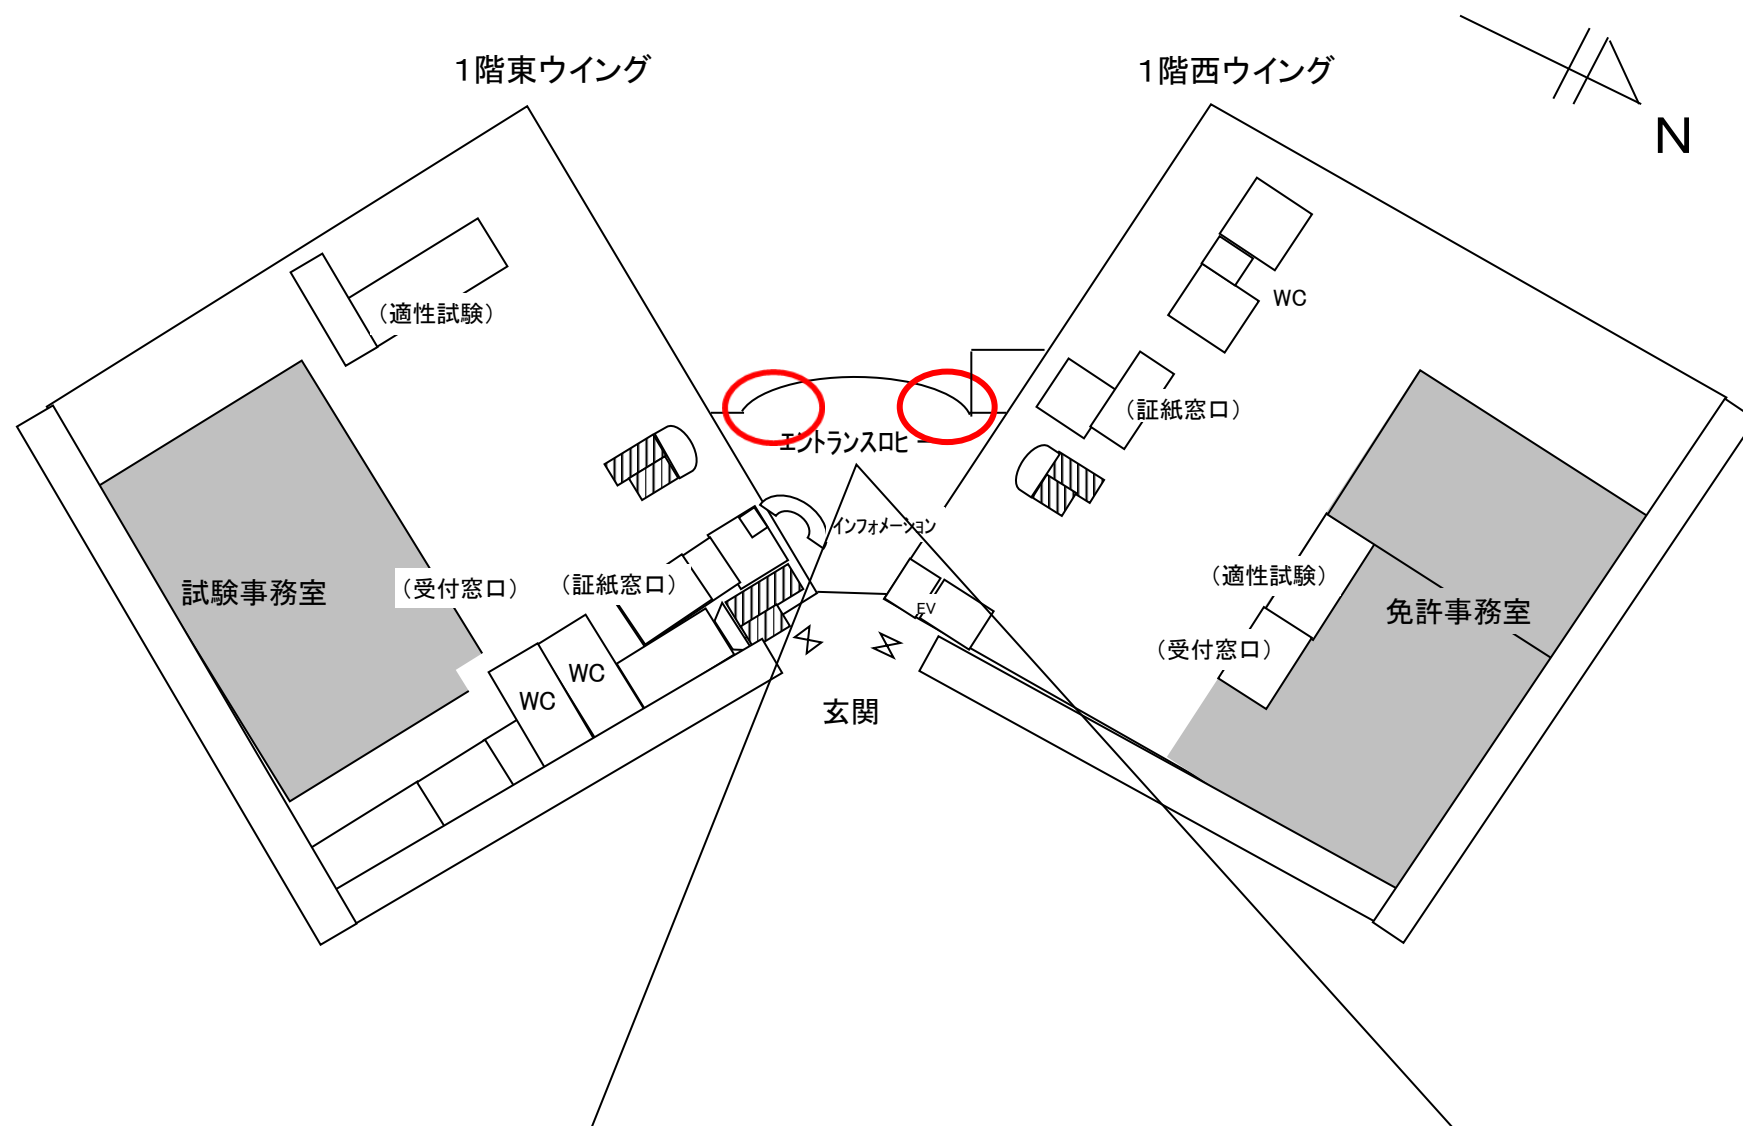 1階東ウイング
1階西ウイング
N
(適性試験)
WC
(証紙窓口)
エントランスロビー
インフォメーション
試験事務室
(受付窓口)
(証紙窓口)
(適性試験)
免許事務室
EV
(受付窓口)
WC
WC
玄関